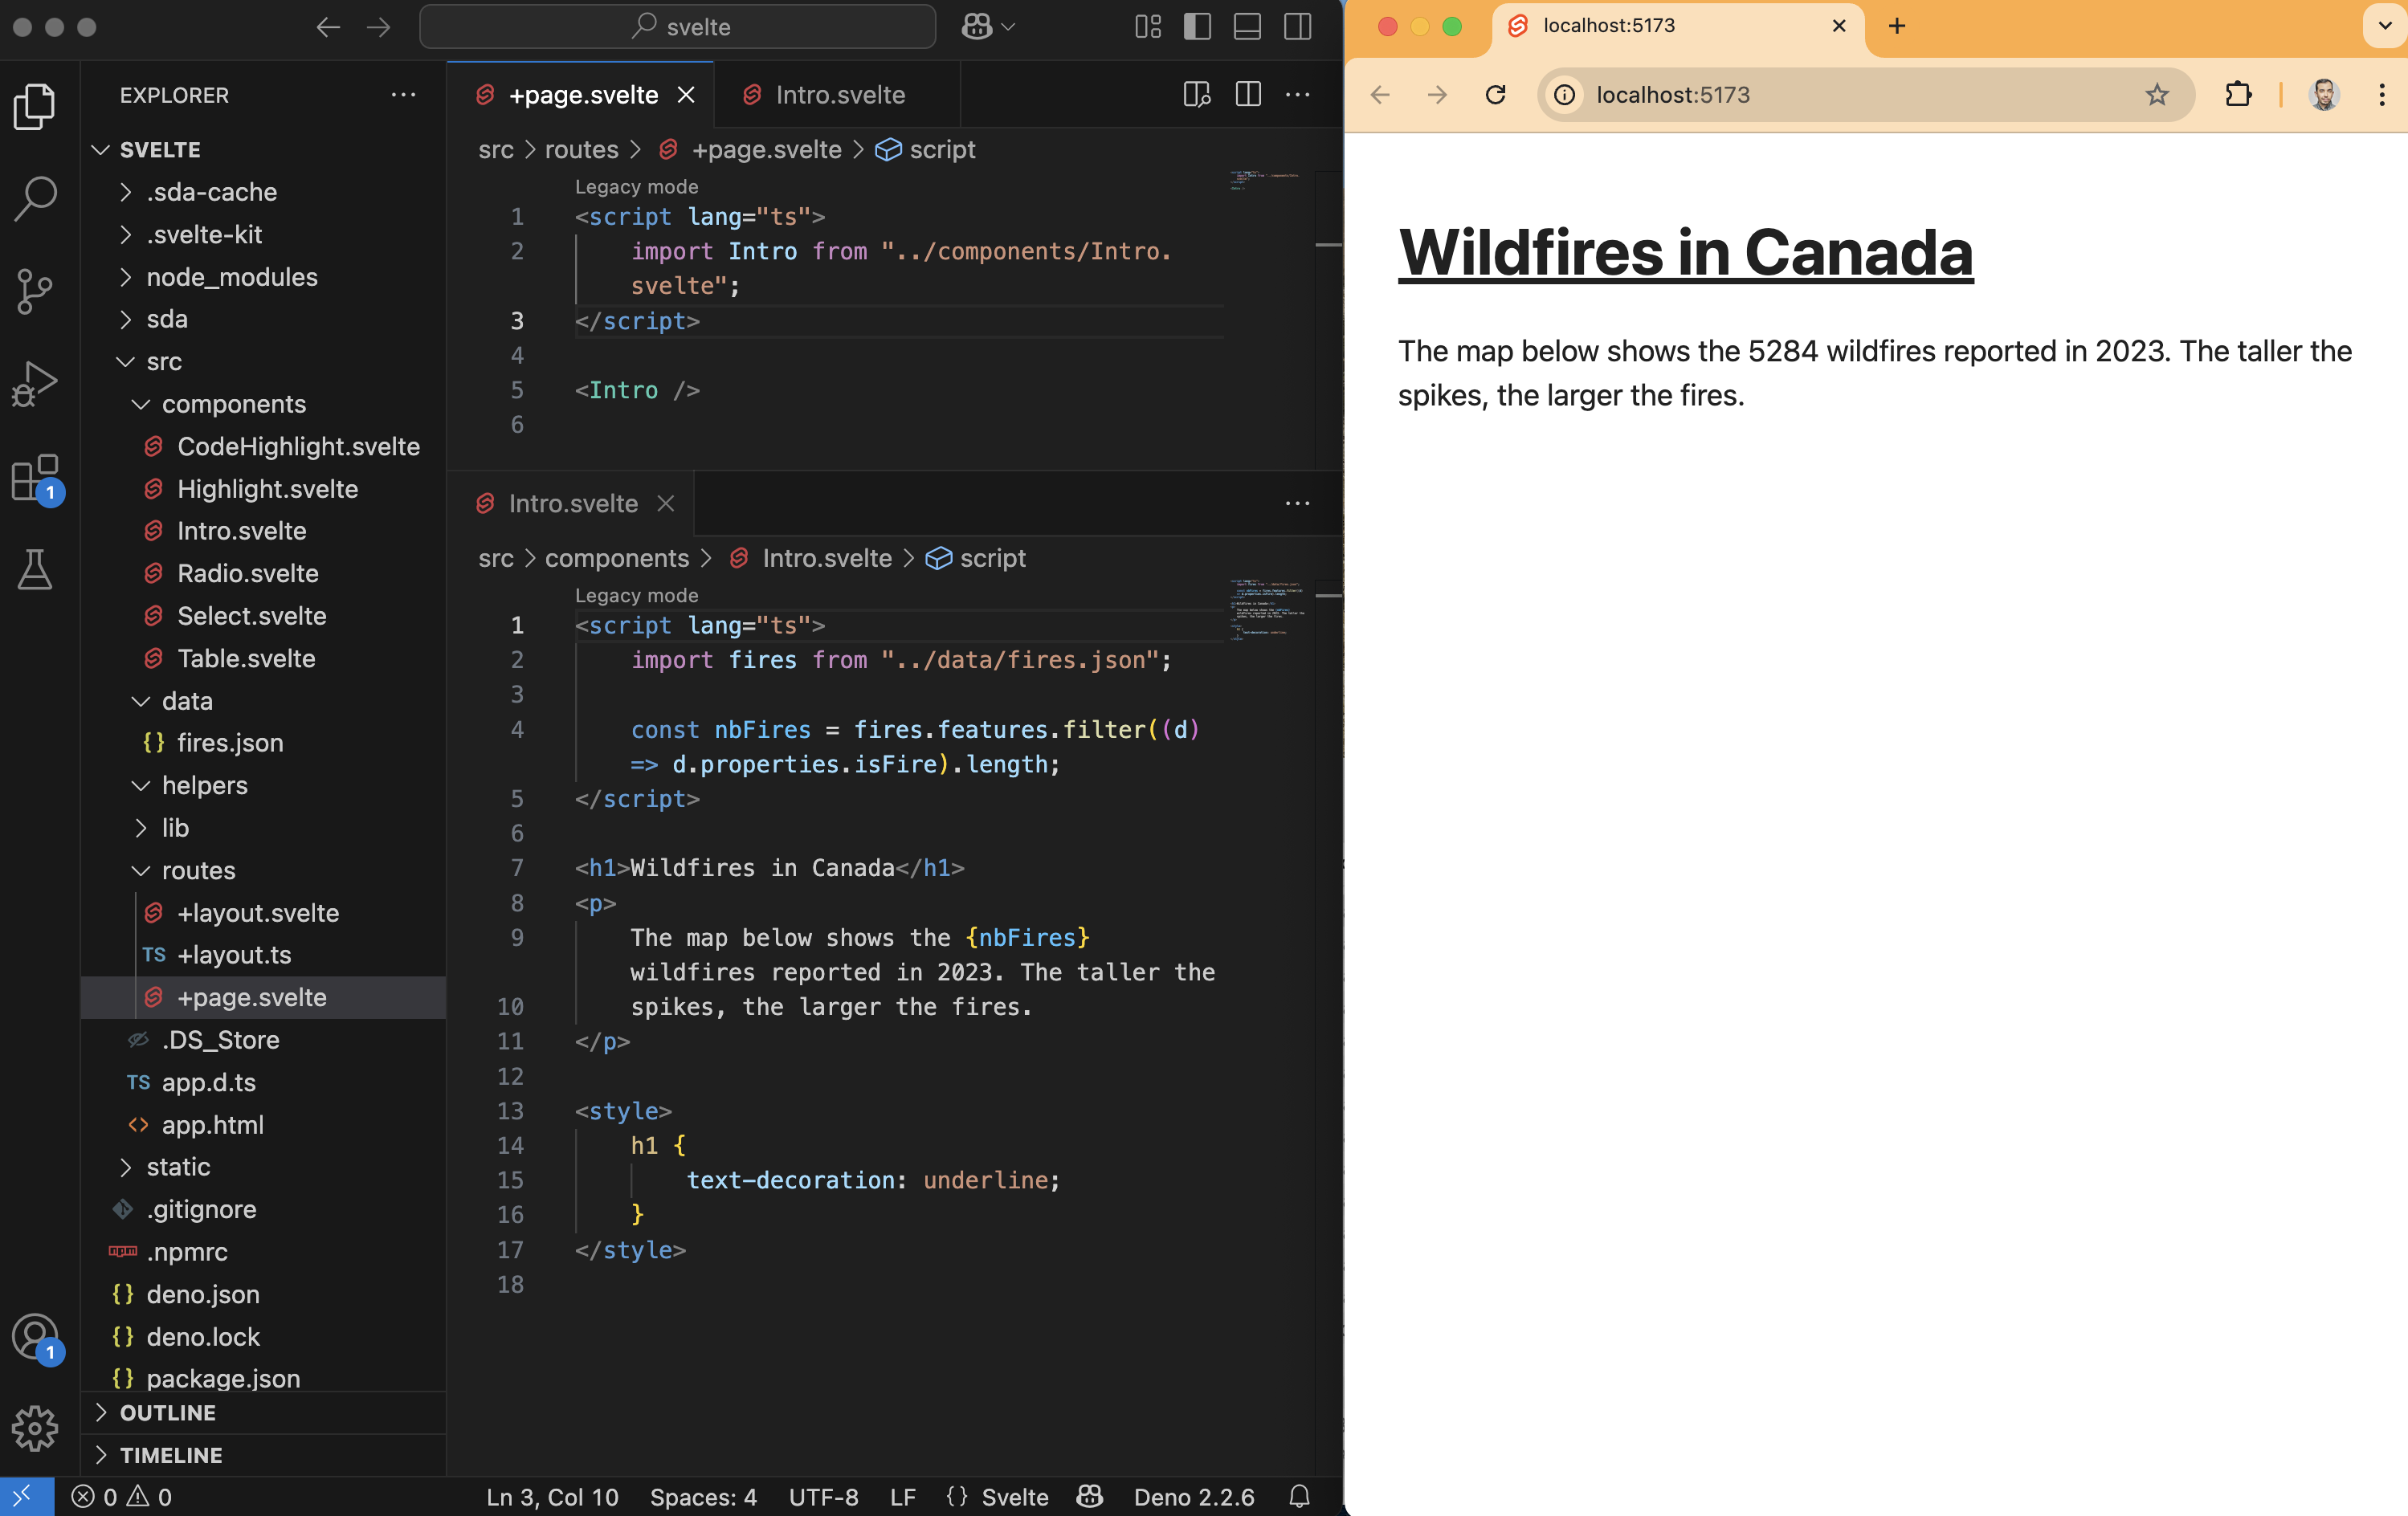 svelte
EXPLORER
SVELTE
.sda-cache
.svelte-kit
node_modules
sda
src
components
CodeHighlight.svelte
Highlight.svelte
Intro.svelte
Radio.svelte
Select.svelte
Table.svelte
data
{} fires.json
helpers
lib
routes
+layout.svelte
TS +layout.ts
+page.svelte
.DS_Store
TS app.d.ts
<> app.html
static
.gitignore
npm .npmrc
{} deno.json
{} deno.lock
{} package.json
OUTLINE
TIMELINE
1
1
+page.svelte
Intro.svelte
src > routes > +page.svelte > script
Legacy mode
1 <script lang="ts">
2 import Intro from "../components/Intro.
svelte";
3 </script>
4
5 <Intro />
6
Intro.svelte
src > components > Intro.svelte > script
Legacy mode
1 <script lang="ts">
2 import fires from "../data/fires.json";
3
4 const nbFires = fires.features.filter((d)
=> d.properties.isFire).length;
5 </script>
6
7 <h1>Wildfires in Canada</h1>
8 <p>
9 The map below shows the {nbFires}
wildfires reported in 2023. The taller the
10 spikes, the larger the fires.
11 </p>
12
13 <style>
14 h1 {
15 text-decoration: underline;
16 }
17 </style>
18
0 0 Ln 3, Col 10 Spaces: 4 UTF-8 LF {} Svelte Deno 2.2.6
localhost:5173
localhost:5173
Wildfires in Canada
The map below shows the 5284 wildfires reported in 2023. The taller the
spikes, the larger the fires.